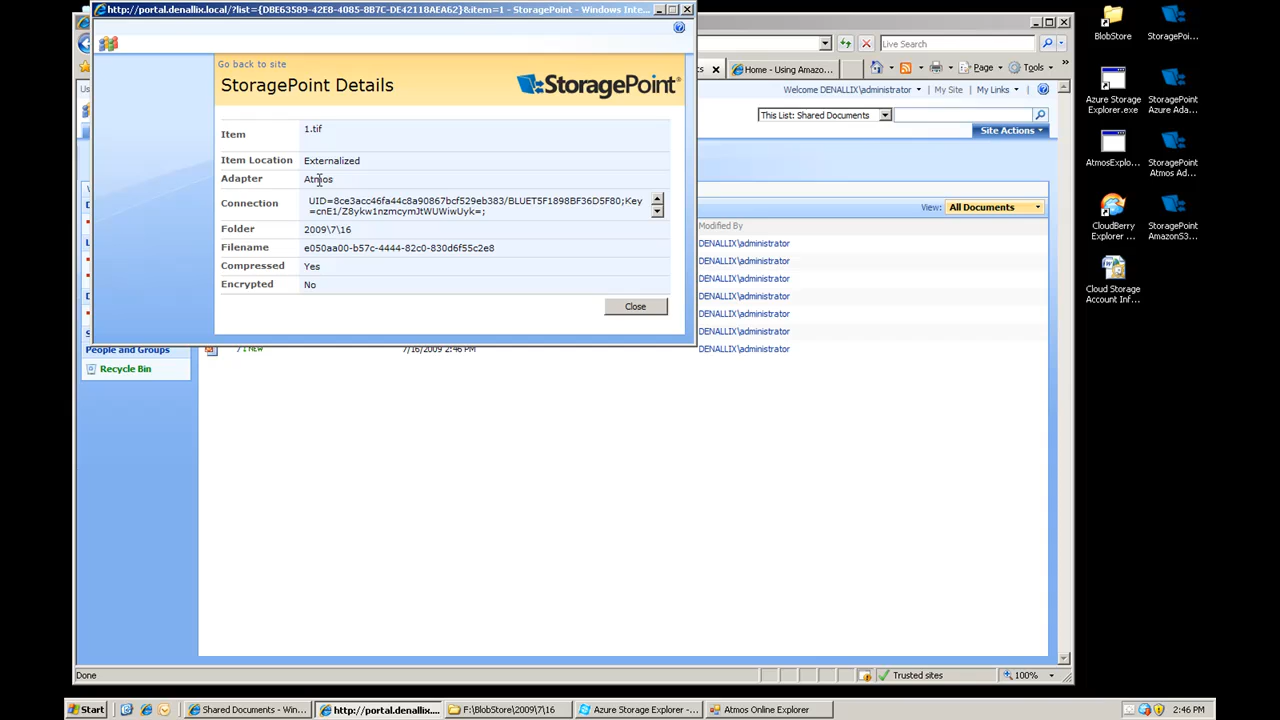 http://portal.denallix.local/?list={DBE63589-42E8-4085-8B7C-DE42118AEA62}&item=1 - StoragePoint - Windows Inte...
Go back to site
StoragePoint Details
StoragePoint
Item 1.tif
Item Location Externalized
Adapter Atmos
Connection UID=8ce3acc46fa44c8a90867bcf529eb383/BLUET5F1898BF36D5F80;Key
=cnE1/Z8ykw1nzmcymJtWUWiwUyk=;
Folder 2009\7\16
Filename e050aa00-b57c-4444-82c0-830d6f55c2e8
Compressed Yes
Encrypted No
Close
Live Search
Home - Using Amazo...
Page
Tools
Welcome DENALLIX\administrator
My Site
My Links
This List: Shared Documents
Site Actions
View: All Documents
Modified By
DENALLIX\administrator
DENALLIX\administrator
DENALLIX\administrator
DENALLIX\administrator
DENALLIX\administrator
DENALLIX\administrator
7/16/2009 2:46 PM DENALLIX\administrator
People and Groups
Recycle Bin
Done
Trusted sites
100%
BlobStore
StoragePoi...
Azure Storage
Explorer.exe
StoragePoint
Azure Ada...
AtmosExplo...
StoragePoint
Atmos Ad...
CloudBerry
Explorer ...
StoragePoint
AmazonS3...
Cloud Storage
Account Inf...
Start
Shared Documents - Win...
http://portal.denallix....
F:\BlobStore\2009\7\16
Azure Storage Explorer -...
Atmos Online Explorer
2:46 PM